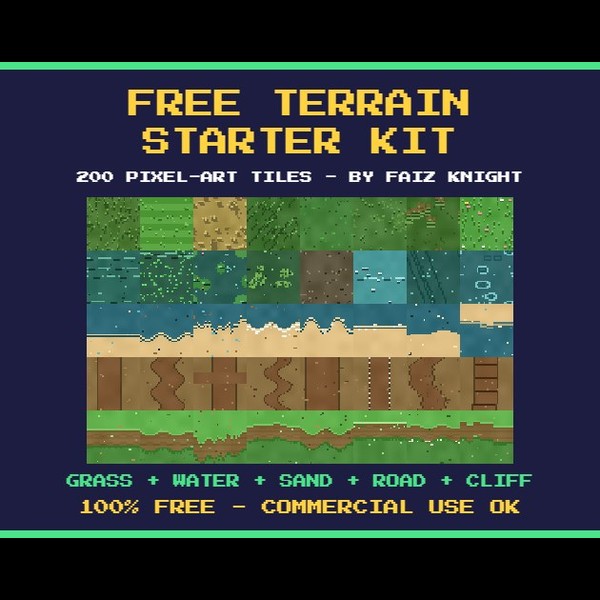 FREE TERRAIN
STARTER KIT
200 PIXEL-ART TILES - BY FAIZ KNIGHT
GRASS + WATER + SAND + ROAD + CLIFF
100% FREE - COMMERCIAL USE OK